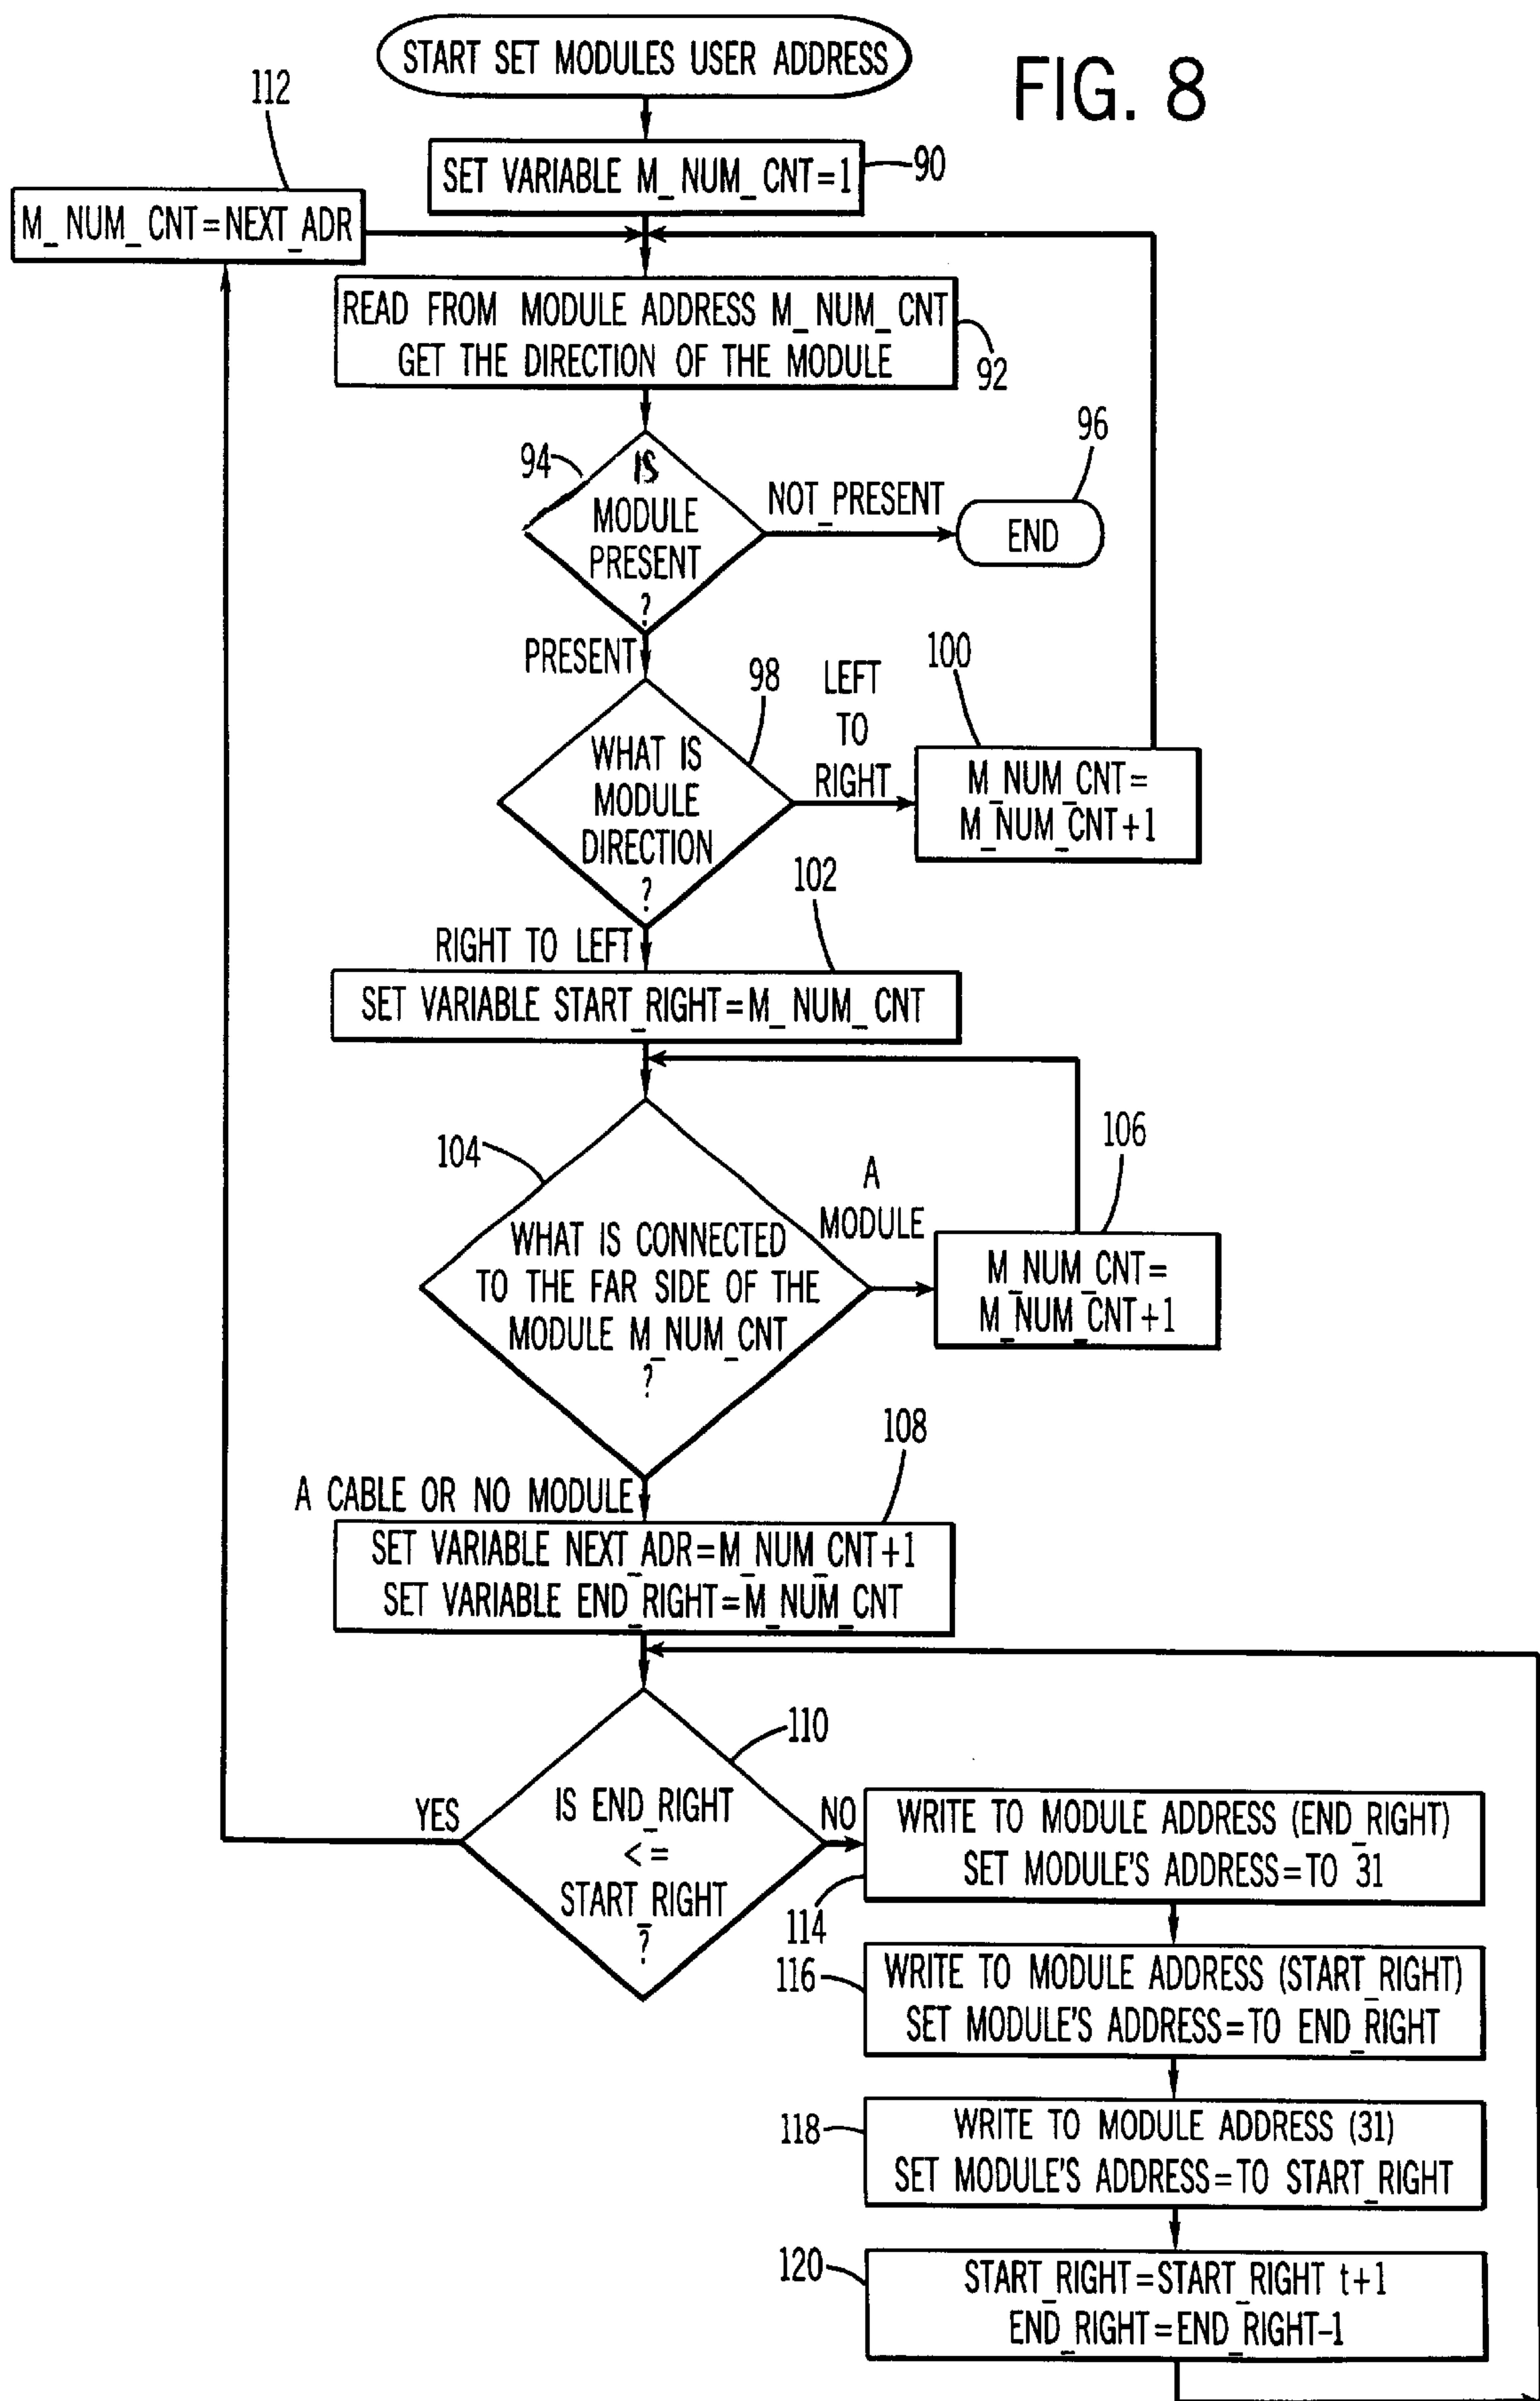 START SET MODULES USER ADDRESS
FIG. 8
112
SET VARIABLE M_NUM_CNT=1
90
M_NUM_CNT=NEXT_ADR
READ FROM MODULE ADDRESS M_NUM_CNT
GET THE DIRECTION OF THE MODULE
92
94
IS
MODULE
PRESENT
?
NOT_PRESENT
96
END
PRESENT
98
WHAT IS
MODULE
DIRECTION
?
LEFT
TO
RIGHT
100
M_NUM_CNT=
M_NUM_CNT+1
RIGHT TO LEFT
102
SET VARIABLE START_RIGHT=M_NUM_CNT
104
WHAT IS CONNECTED
TO THE FAR SIDE OF THE
MODULE M_NUM_CNT
?
A
MODULE
106
M_NUM_CNT=
M_NUM_CNT+1
A CABLE OR NO MODULE
108
SET VARIABLE NEXT_ADR=M_NUM_CNT+1
SET VARIABLE END_RIGHT=M_NUM_CNT
110
IS END_RIGHT
<=
START_RIGHT
?
YES
NO
WRITE TO MODULE ADDRESS (END_RIGHT)
SET MODULE'S ADDRESS=TO 31
114
116
WRITE TO MODULE ADDRESS (START_RIGHT)
SET MODULE'S ADDRESS=TO END_RIGHT
118
WRITE TO MODULE ADDRESS (31)
SET MODULE'S ADDRESS=TO START_RIGHT
120
START_RIGHT=START_RIGHT t+1
END_RIGHT=END_RIGHT-1